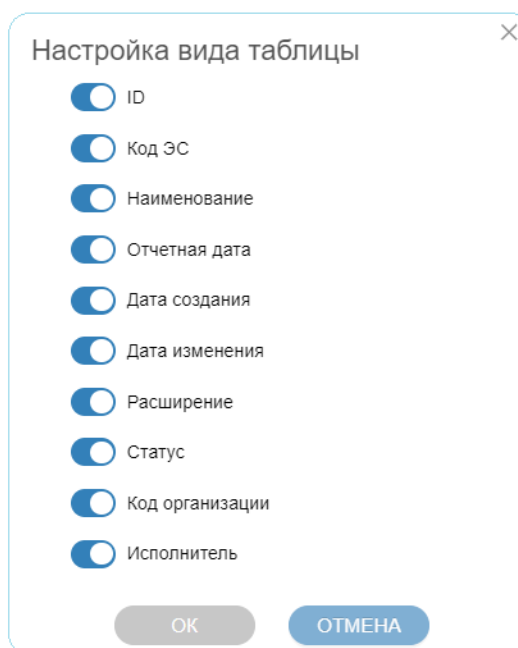 Настройка вида таблицы
ID
Код ЭС
Наименование
Отчетная дата
Дата создания
Дата изменения
Расширение
Статус
Код организации
Исполнитель
ОК
ОТМЕНА